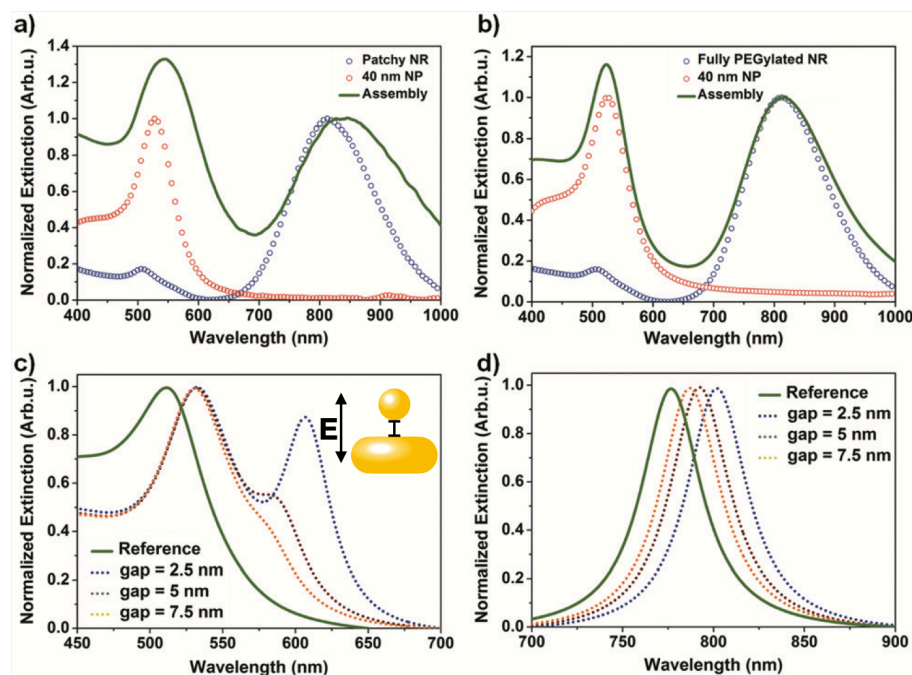 a)
Normalized Extinction (Arb.u.)
1.4
1.2
1.0
0.8
0.6
0.4
0.2
0.0
Patchy NR
40 nm NP
Assembly
400 500 600 700 800 900 1000
Wavelength (nm)
b)
Normalized Extinction (Arb.u.)
1.2
1.0
0.8
0.6
0.4
0.2
0.0
Fully PEGylated NR
40 nm NP
Assembly
400 500 600 700 800 900 1000
Wavelength (nm)
c)
Normalized Extinction (Arb.u.)
1.0
0.8
0.6
0.4
0.2
0.0
E
Reference
gap = 2.5 nm
gap = 5 nm
gap = 7.5 nm
450 500 550 600 650 700
Wavelength (nm)
d)
Normalized Extinction (Arb.u.)
1.0
0.8
0.6
0.4
0.2
0.0
Reference
gap = 2.5 nm
gap = 5 nm
gap = 7.5 nm
700 750 800 850 900
Wavelength (nm)